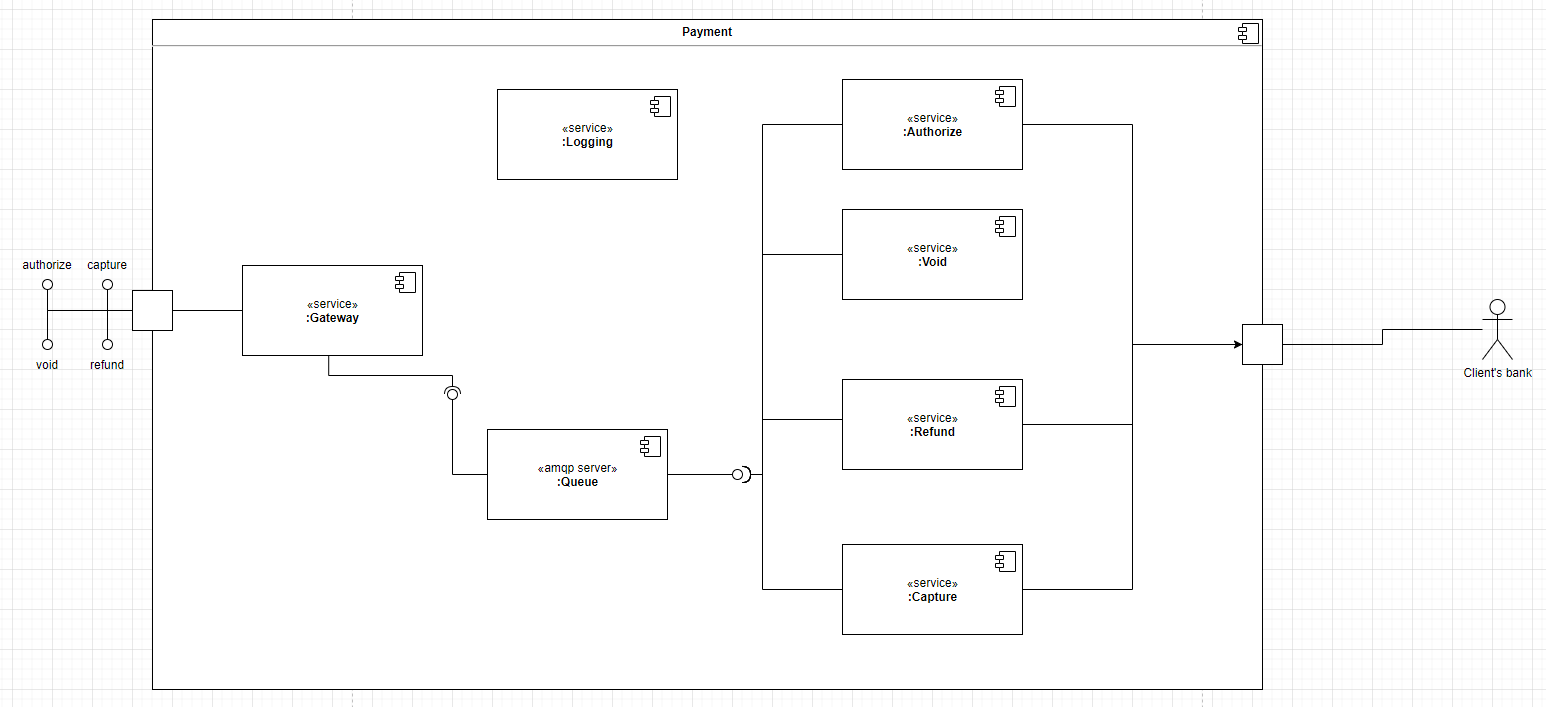 Payment
«service»
:Logging
«service»
:Authorize
«service»
:Void
authorize
capture
void
refund
«service»
:Gateway
«amqp server»
:Queue
«service»
:Refund
«service»
:Capture
Client's bank